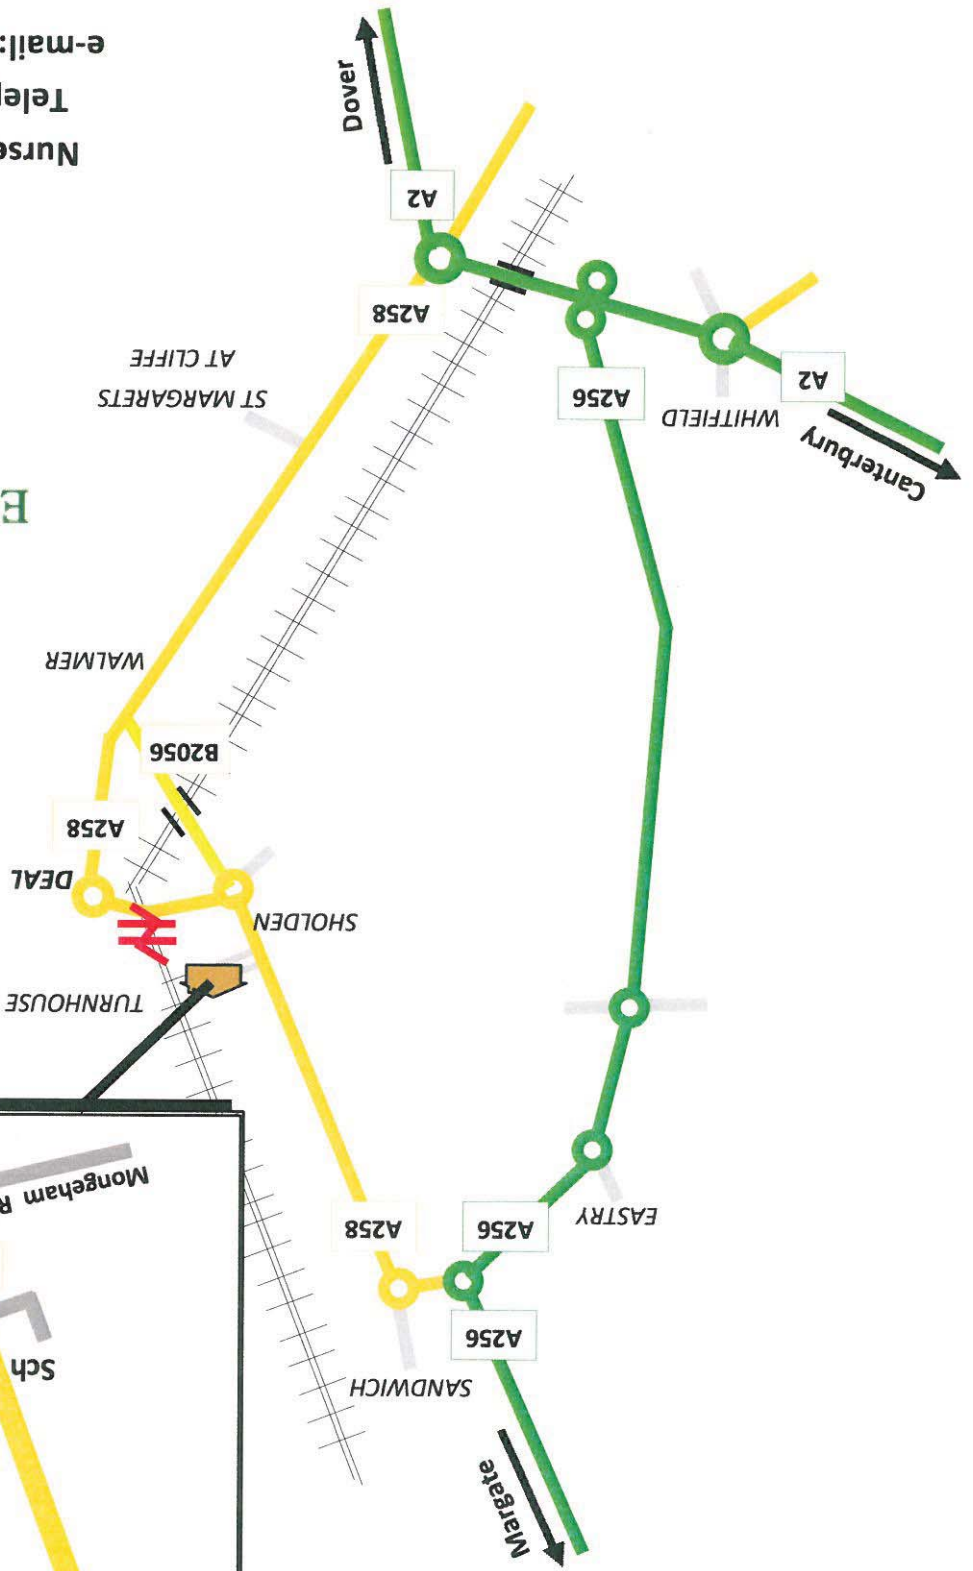 Margate
Sch
SANDWICH
A256
A258
A256
EASTRY
Mongeham R
TURNHOUSE
SHOLDEN
DEAL
A258
B2056
WALMER
E
Canterbury
WHITFIELD
A2
A256
ST MARGARETS
AT CLIFFE
A258
A2
Dover
Nurse
Telep
e-mail: